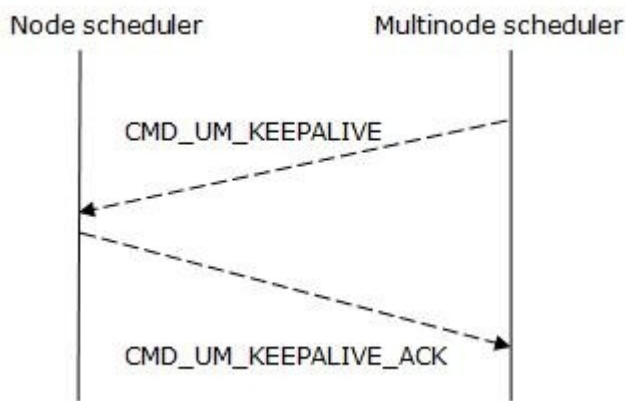 Node scheduler
Multinode scheduler
CMD_UM_KEEPALIVE
CMD_UM_KEEPALIVE_ACK